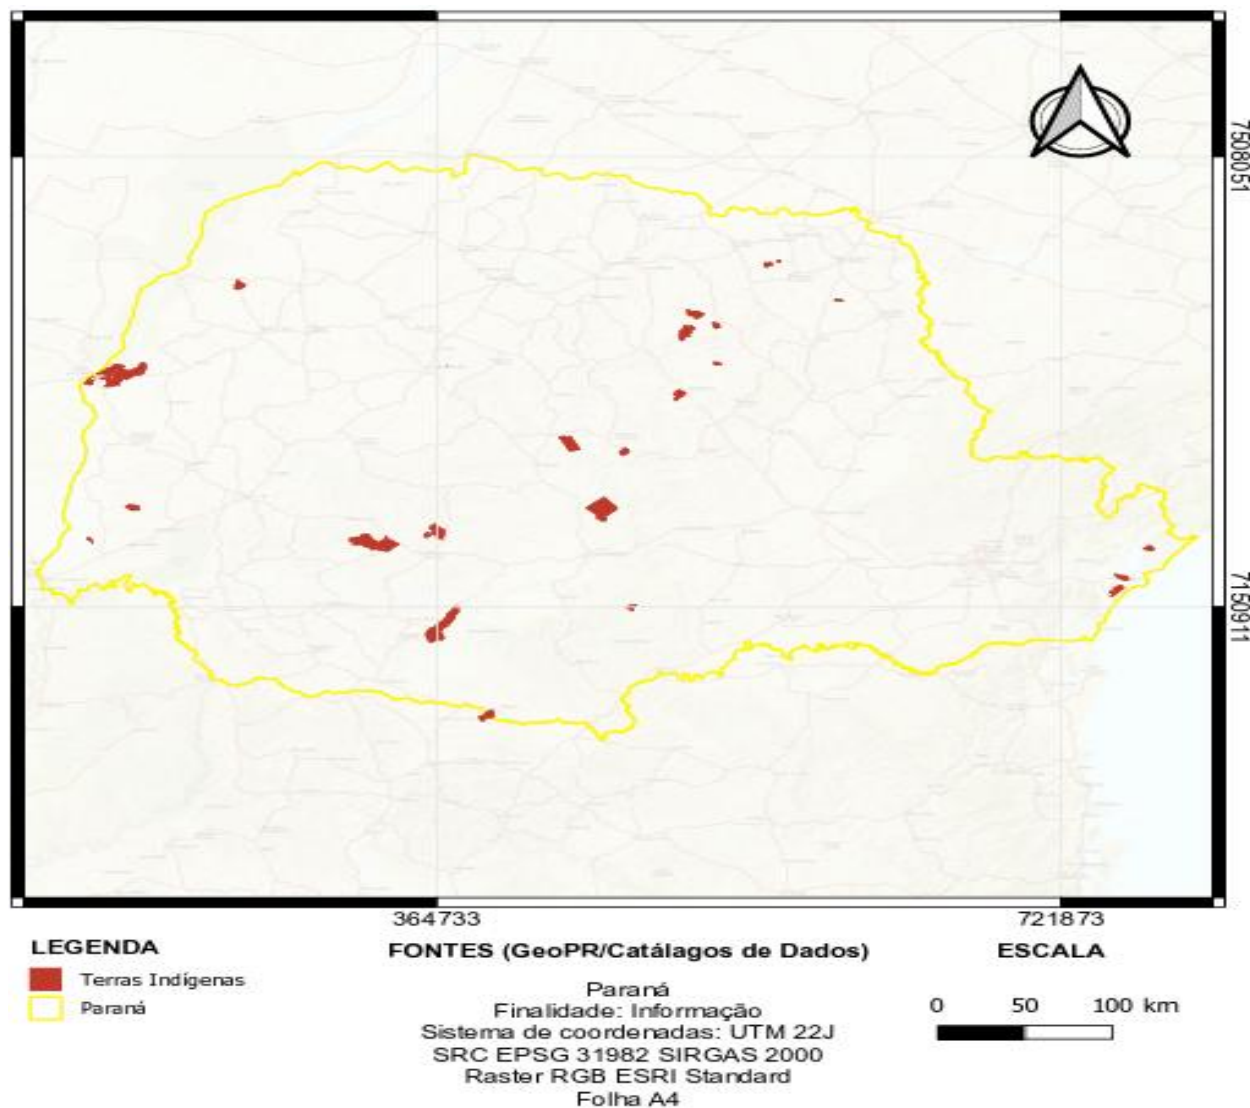 7508051
7150911
364733
721873
LEGENDA
Terras Indígenas
Paraná
FONTES (GeoPR/Catálagos de Dados)
Paraná
Finalidade: Informação
Sistema de coordenadas: UTM 22J
SRC EPSG 31982 SIRGAS 2000
Raster RGB ESRI Standard
Folha A4
ESCALA
0 50 100 km